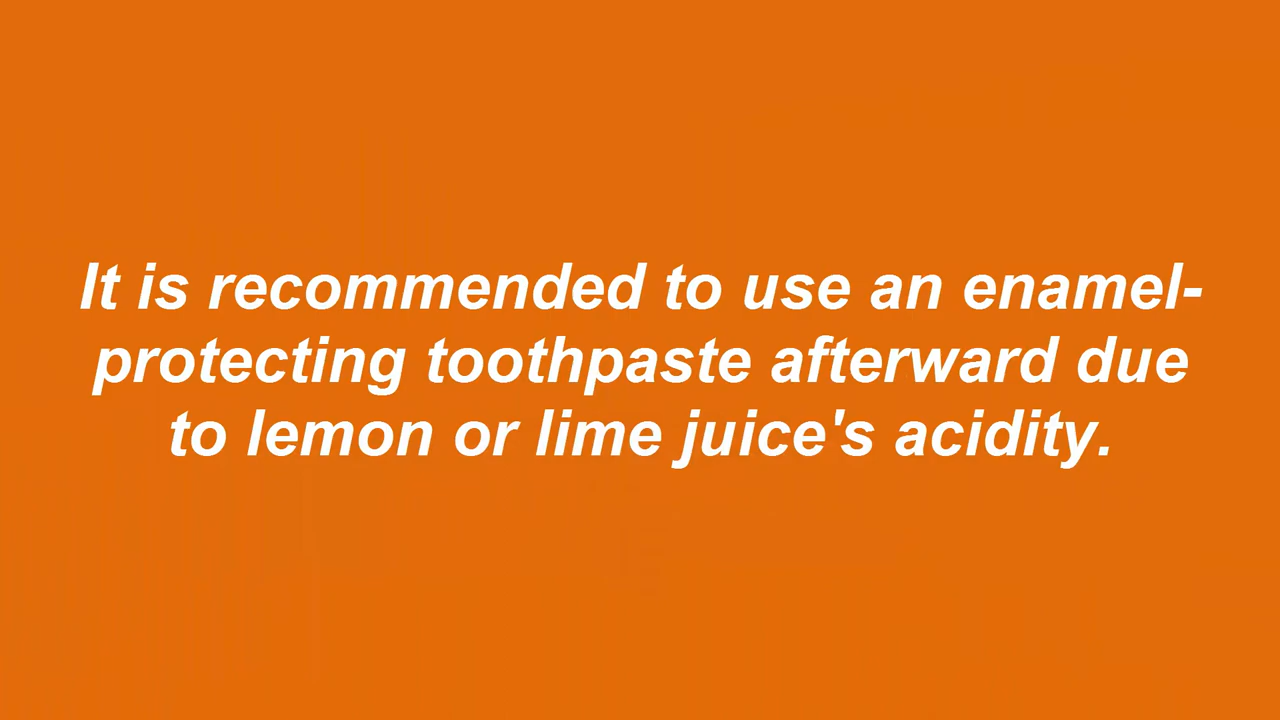 It is recommended to use an enamel-
protecting toothpaste afterward due
to lemon or lime juice's acidity.